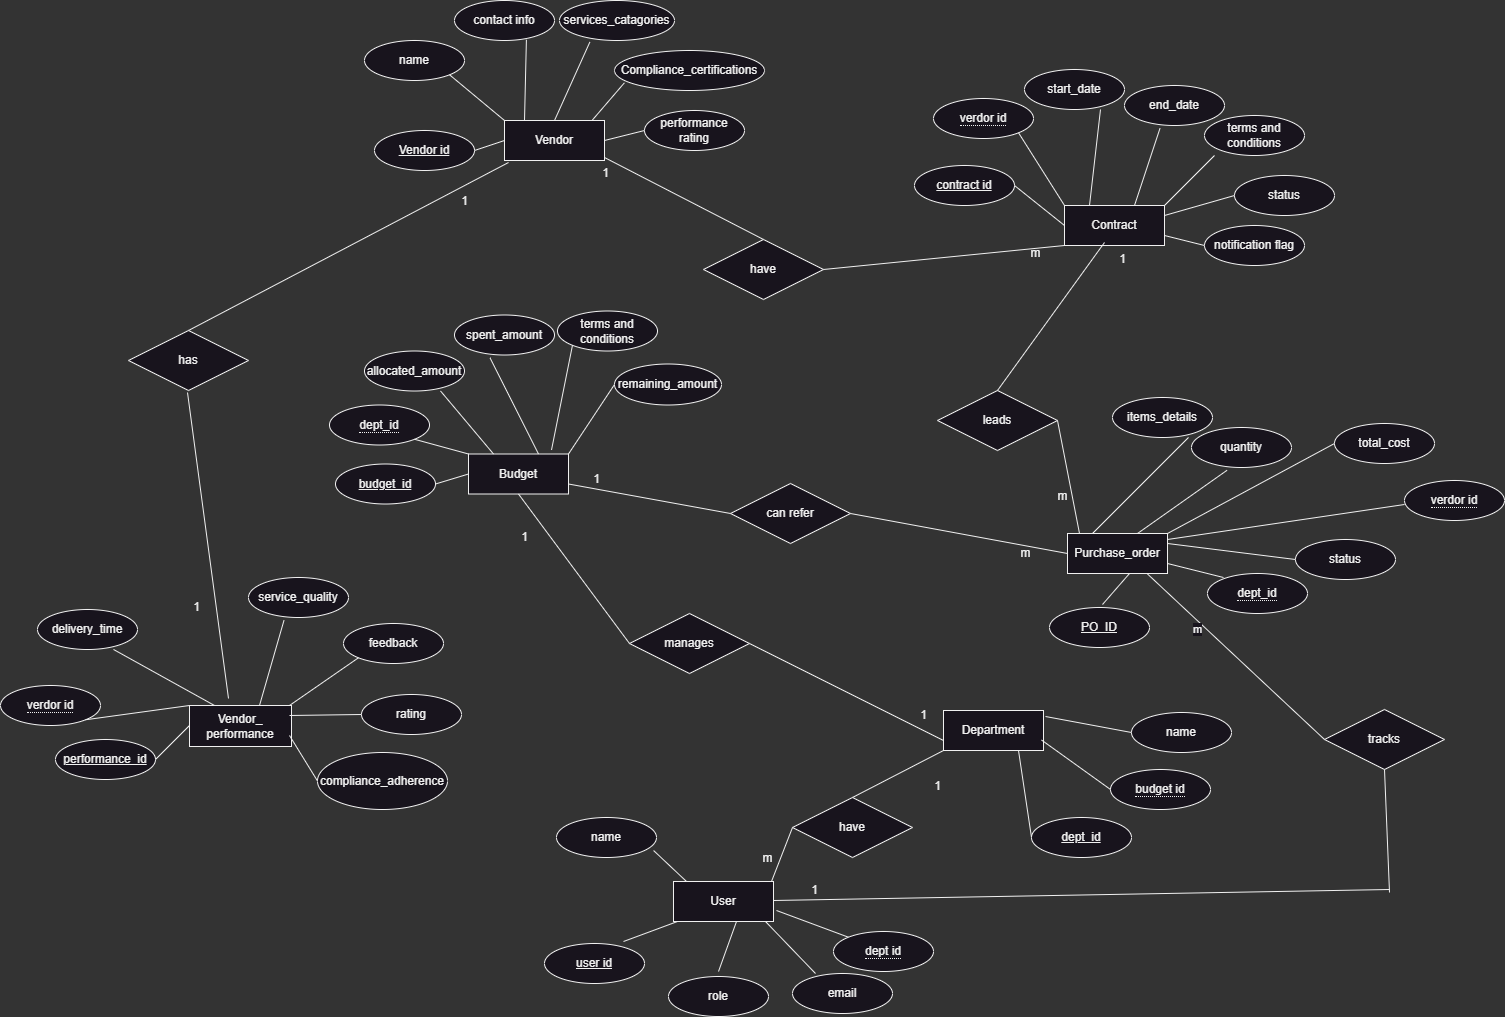 contact info
services_catagories
name
Compliance_certifications
performance
rating
Vendor
Vendor id
1
1
start_date
end_date
verdor id
terms and
conditions
contract id
status
Contract
notification flag
m
1
have
has
spent_amount
terms and
conditions
allocated_amount
remaining_amount
dept_id
budget_id
Budget
1
1
leads
items_details
quantity
total_cost
verdor id
m
can refer
m
Purchase_order
status
dept_id
PO_ID
m
1
service_quality
delivery_time
feedback
manages
verdor id
rating
Vendor_
performance
performance_id
compliance_adherence
1
Department
name
tracks
budget id
1
dept_id
have
name
m
1
User
user id
dept id
role
email